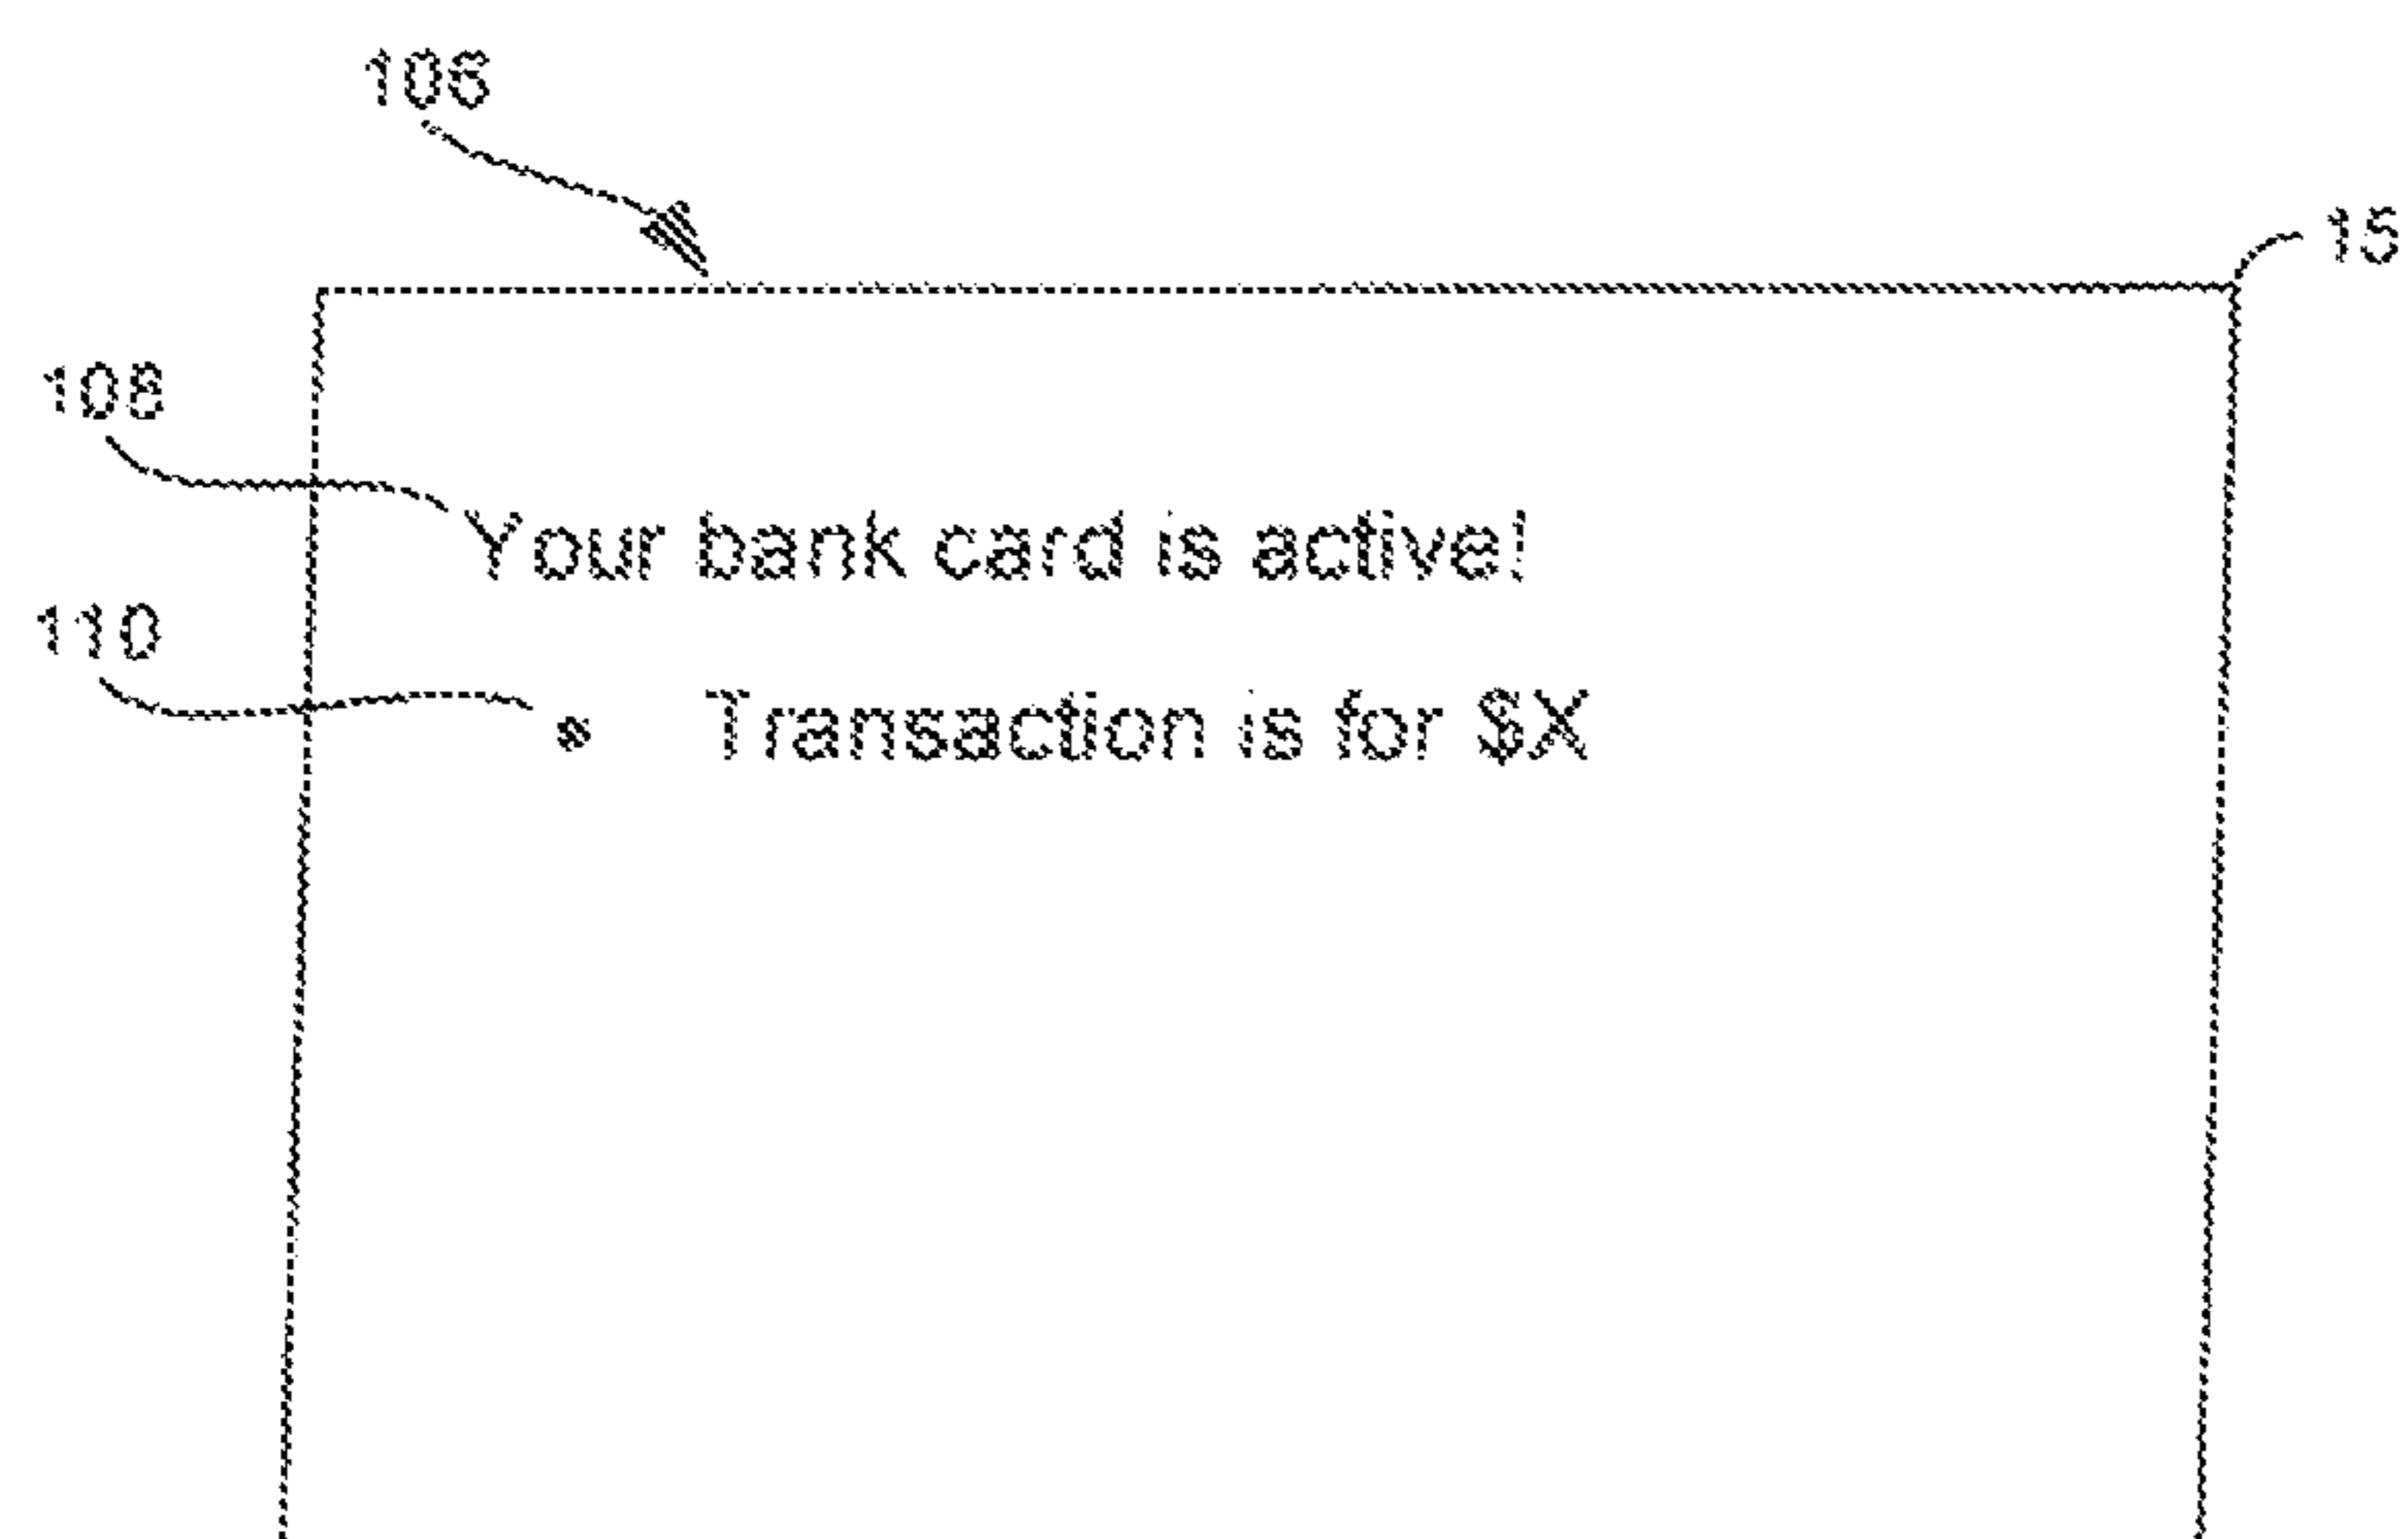 106
15
108
Your bank card is active!
110
• Transaction is for $X